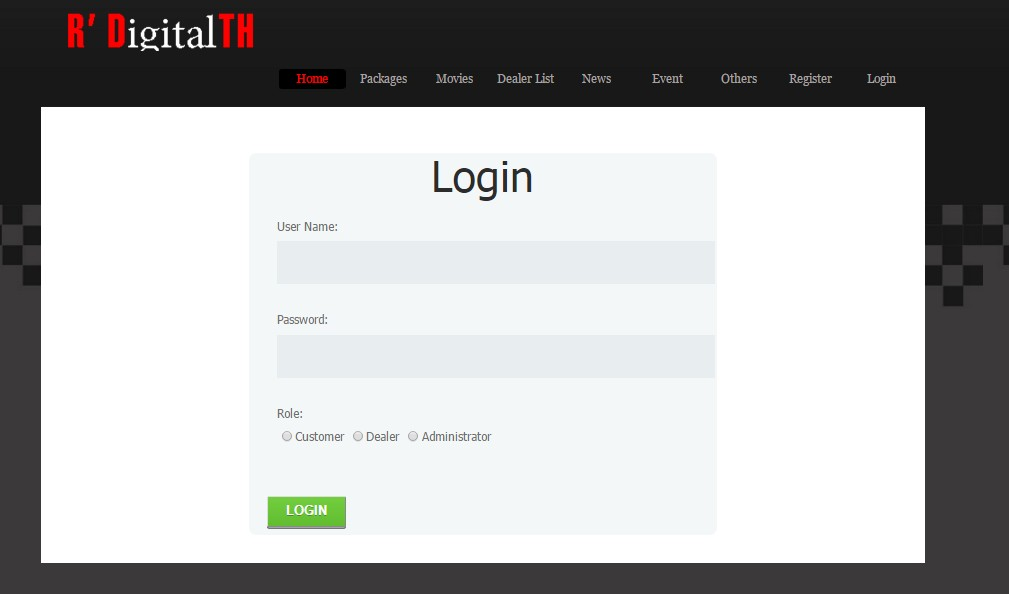 R' DigitalTH
Home Packages Movies Dealer List News Event Others Register Login
Login
User Name:
Password:
Role:
Customer Dealer Administrator
LOGIN